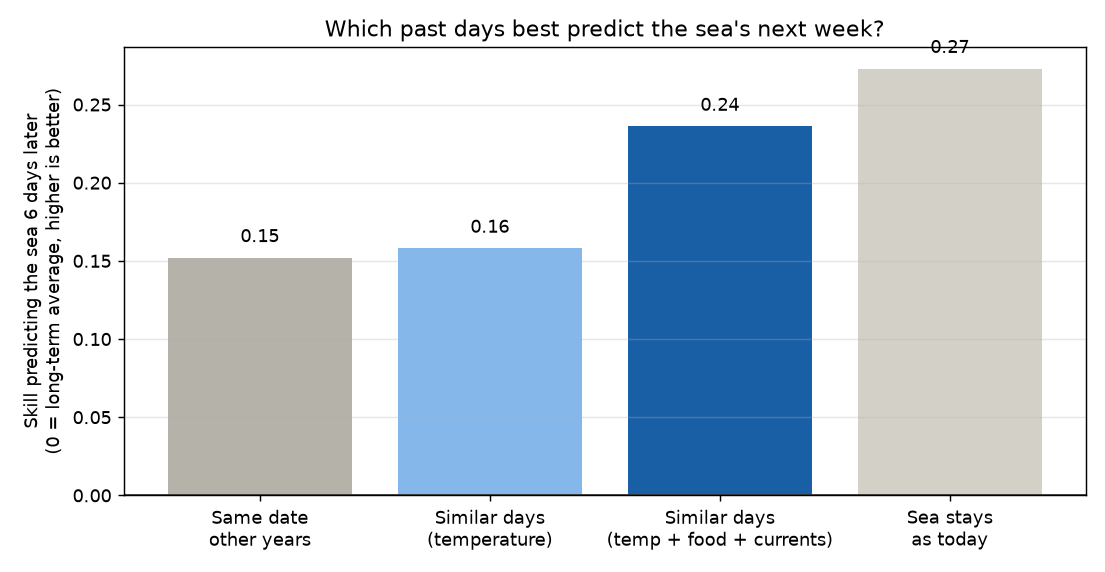 Which past days best predict the sea's next week?
Skill predicting the sea 6 days later
(0 = long-term average, higher is better)
0.25
0.20
0.15
0.10
0.05
0.00
0.15
0.16
0.24
0.27
Same date
other years
Similar days
(temperature)
Similar days
(temp + food + currents)
Sea stays
as today